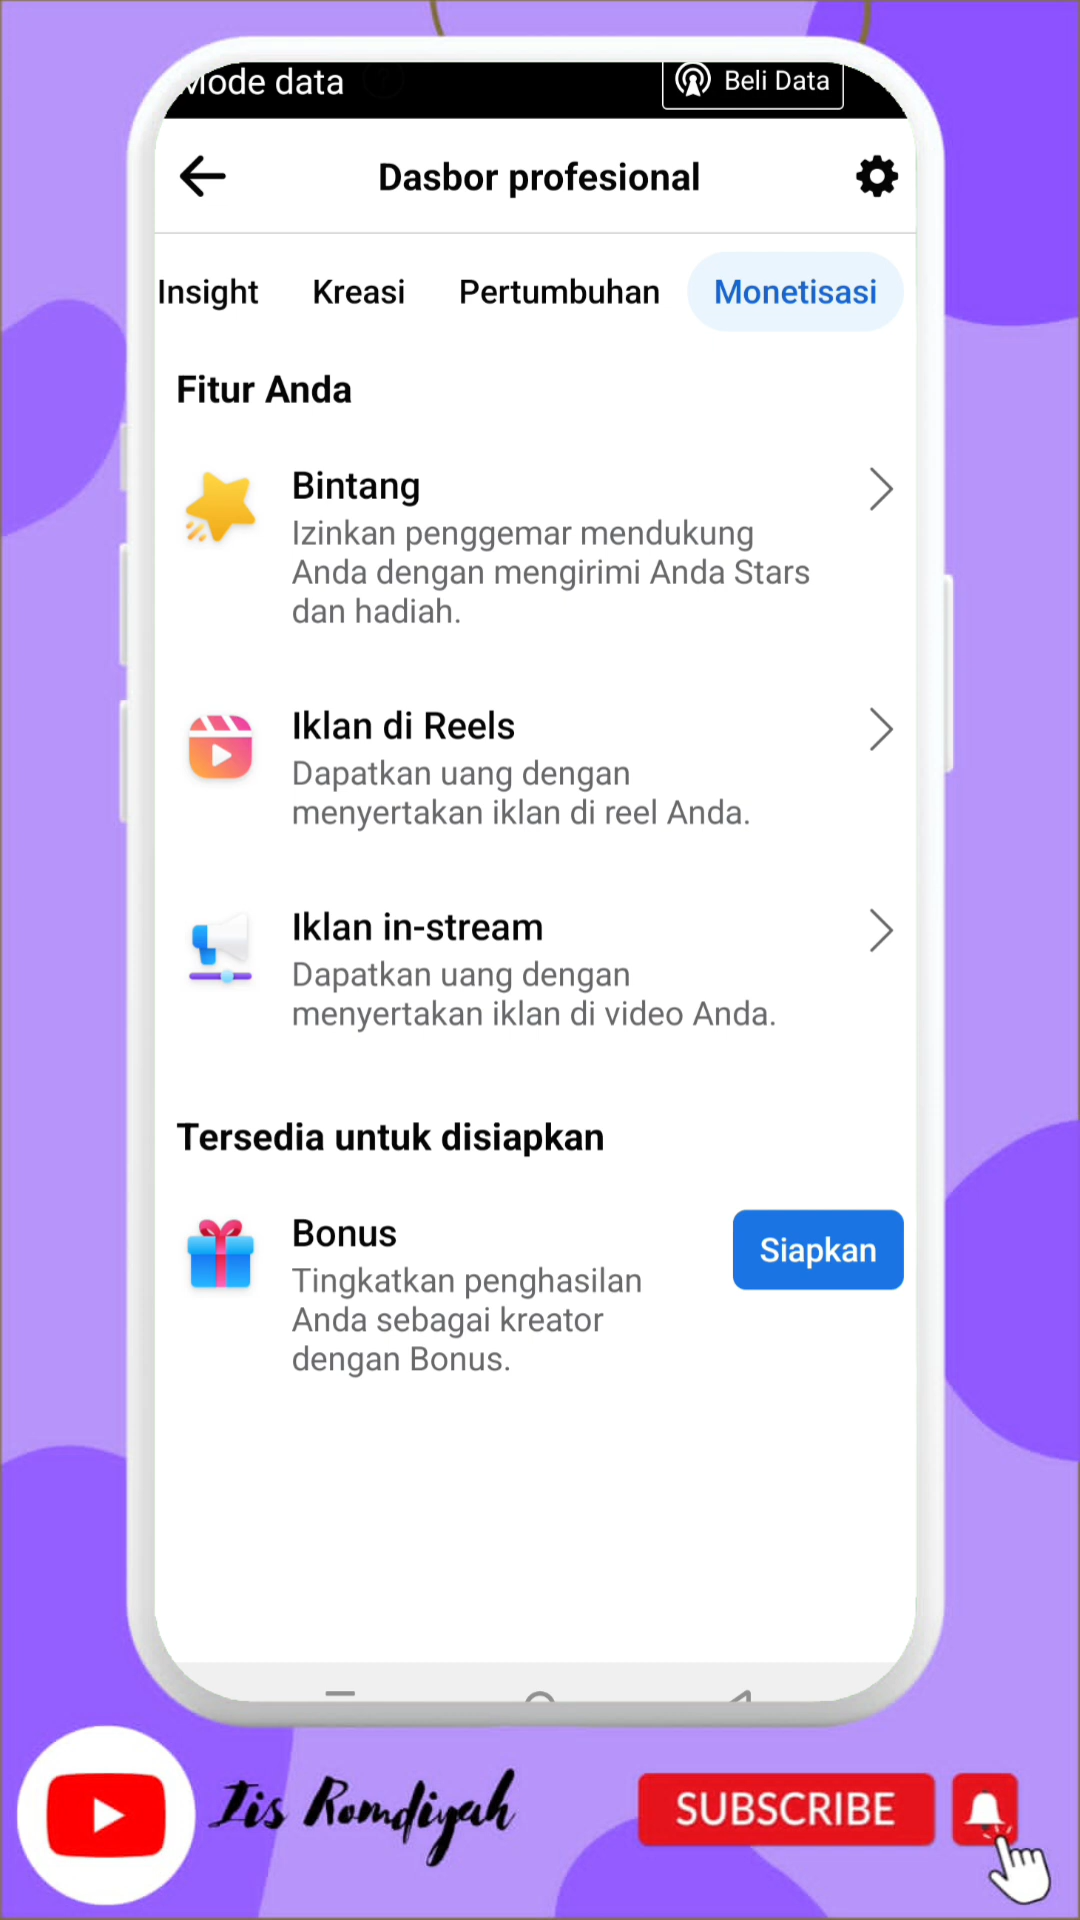 Mode data
Beli Data
Dasbor profesional
Insight Kreasi Pertumbuhan Monetisasi
Fitur Anda
Bintang
Izinkan penggemar mendukung
Anda dengan mengirimi Anda Stars
dan hadiah.
Iklan di Reels
Dapatkan uang dengan
menyertakan iklan di reel Anda.
Iklan in-stream
Dapatkan uang dengan
menyertakan iklan di video Anda.
Tersedia untuk disiapkan
Bonus
Siapkan
Tingkatkan penghasilan
Anda sebagai kreator
dengan Bonus.
Iis Romdiyah
SUBSCRIBE